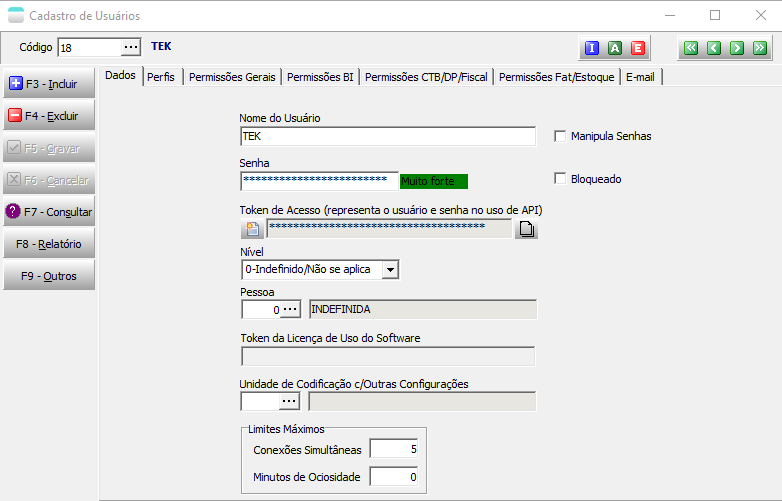 Cadastro de Usuários
Código 18 ... TEK I A E
F3 - Incluir
F4 - Excluir
F5 - Gravar
F6 - Cancelar
F7 - Consultar
F8 - Relatório
F9 - Outros
Dados Perfis Permissões Gerais Permissões BI Permissões CTB/DP/Fiscal Permissões Fat/Estoque E-mail
Nome do Usuário
TEK Manipula Senhas
Senha
************************ Muito forte Bloqueado
Token de Acesso (representa o usuário e senha no uso de API)
************************************
Nível
0-Indefinido/Não se aplica
Pessoa
0 ... INDEFINIDA
Token da Licença de Uso do Software
Unidade de Codificação c/Outras Configurações
...
Limites Máximos
Conexões Simultâneas 5
Minutos de Ociosidade 0